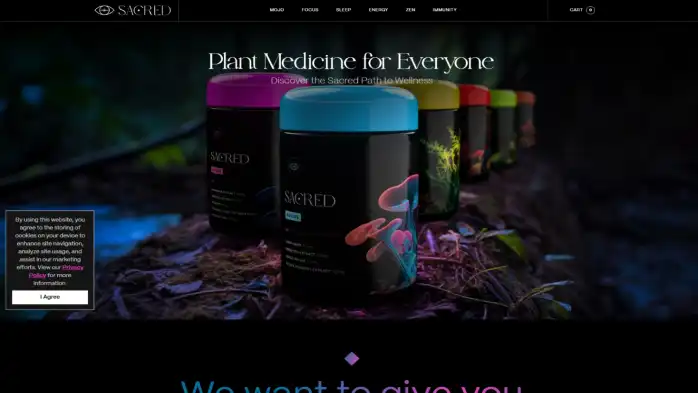 SACRED
MOJO FOCUS SLEEP ENERGY ZEN IMMUNITY
CART 0
Plant Medicine for Everyone
Discover the Sacred Path to Wellness
SACRED
SACRED
By using this website, you
agree to the storing of
cookies on your device to
enhance site navigation,
analyze site usage, and
assist in our marketing
efforts. View our Privacy
Policy for more
information
I Agree
We want to give you